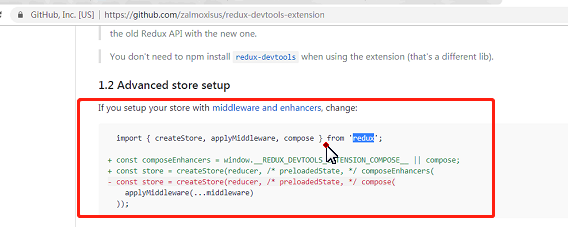 GitHub, Inc. [US] | https://github.com/zalmoxisus/redux-devtools-extension
the old Redux API with the new one.
You don't need to npm install redux-devtools when using the extension (that's a different lib).
1.2 Advanced store setup
If you setup your store with middleware and enhancers, change:
import { createStore, applyMiddleware, compose } from 'redux';
+ const composeEnhancers = window.__REDUX_DEVTOOLS_EXTENSION_COMPOSE__ || compose;
+ const store = createStore(reducer, /* preloadedState, */ composeEnhancers(
- const store = createStore(reducer, /* preloadedState, */ compose(
applyMiddleware(...middleware)
));